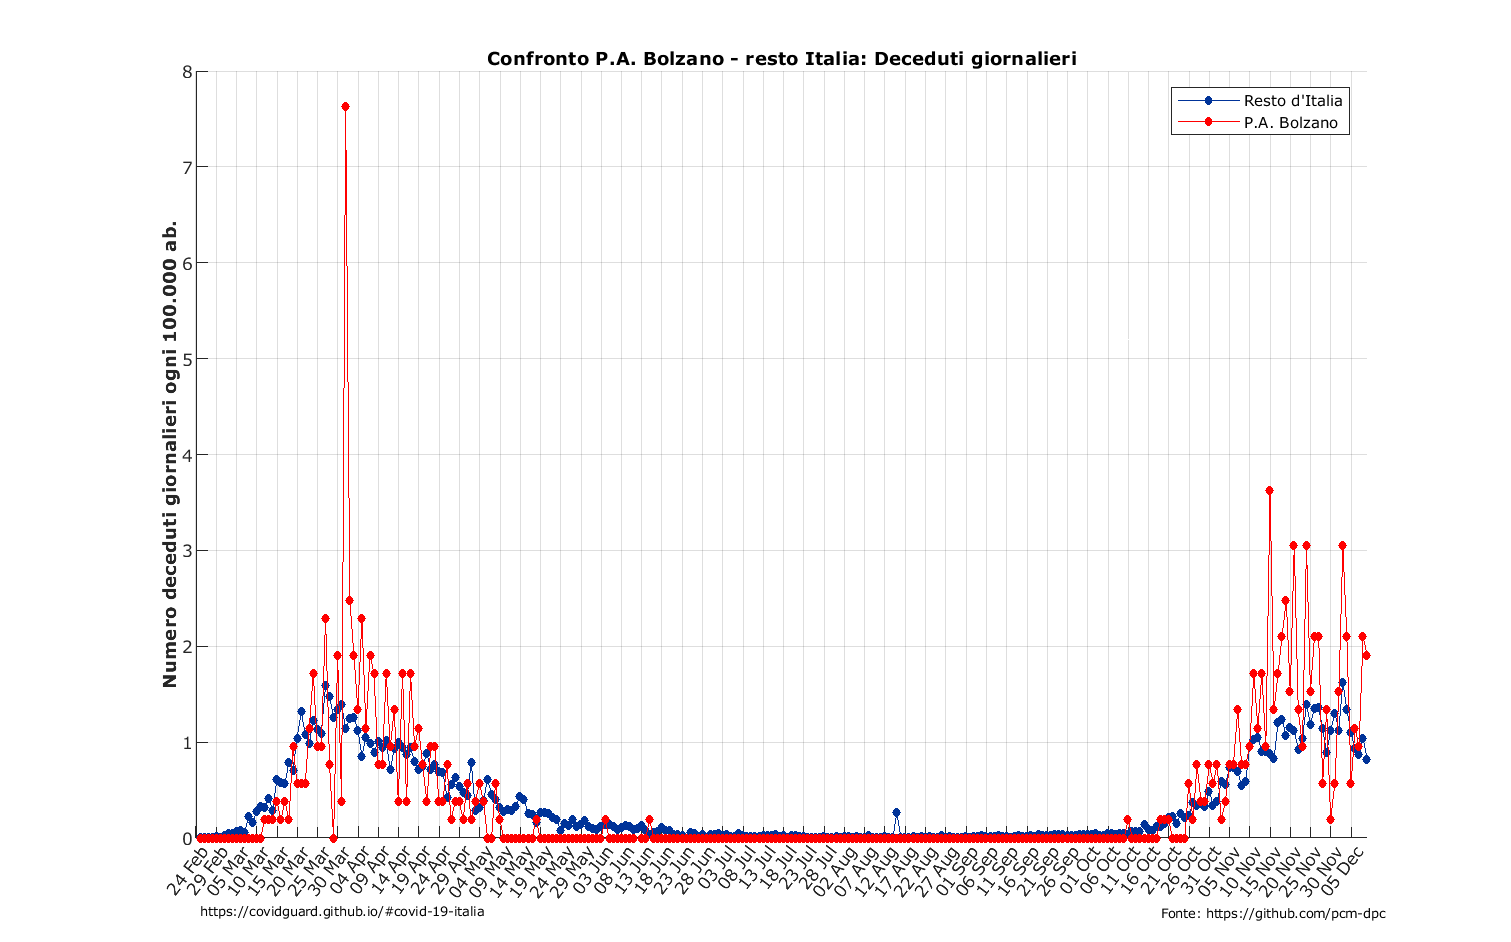 Confronto P.A. Bolzano - resto Italia: Deceduti giornalieri
Resto d'Italia
P.A. Bolzano
Numero deceduti giornalieri ogni 100.000 ab.
8
7
6
5
4
3
2
1
0
24 Feb
29 Feb
05 Mar
10 Mar
15 Mar
20 Mar
25 Mar
30 Mar
04 Apr
09 Apr
14 Apr
19 Apr
24 Apr
29 Apr
04 May
09 May
14 May
19 May
24 May
29 May
03 Jun
08 Jun
13 Jun
18 Jun
23 Jun
28 Jun
03 Jul
08 Jul
13 Jul
18 Jul
23 Jul
28 Jul
02 Aug
07 Aug
12 Aug
17 Aug
22 Aug
27 Aug
01 Sep
06 Sep
11 Sep
16 Sep
21 Sep
26 Sep
01 Oct
06 Oct
11 Oct
16 Oct
21 Oct
26 Oct
31 Oct
05 Nov
10 Nov
15 Nov
20 Nov
25 Nov
30 Nov
05 Dec
https://covidguard.github.io/#covid-19-italia
Fonte: https://github.com/pcm-dpc